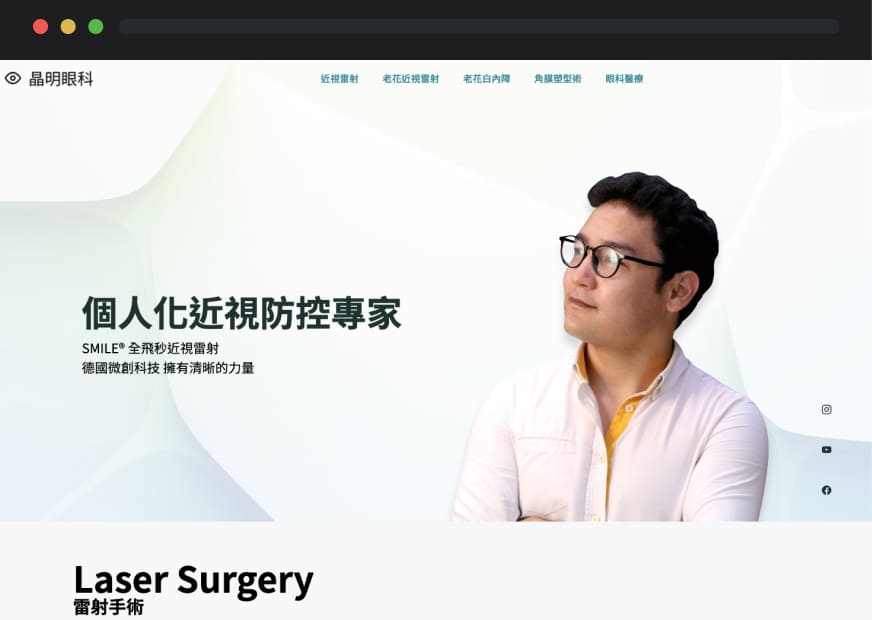 晶明眼科
近視雷射 老花近視雷射 老花白內障 角膜塑型術 眼科醫療
個人化近視防控專家
SMILE® 全飛秒近視雷射
德國微創科技 擁有清晰的力量
Laser Surgery
雷射手術